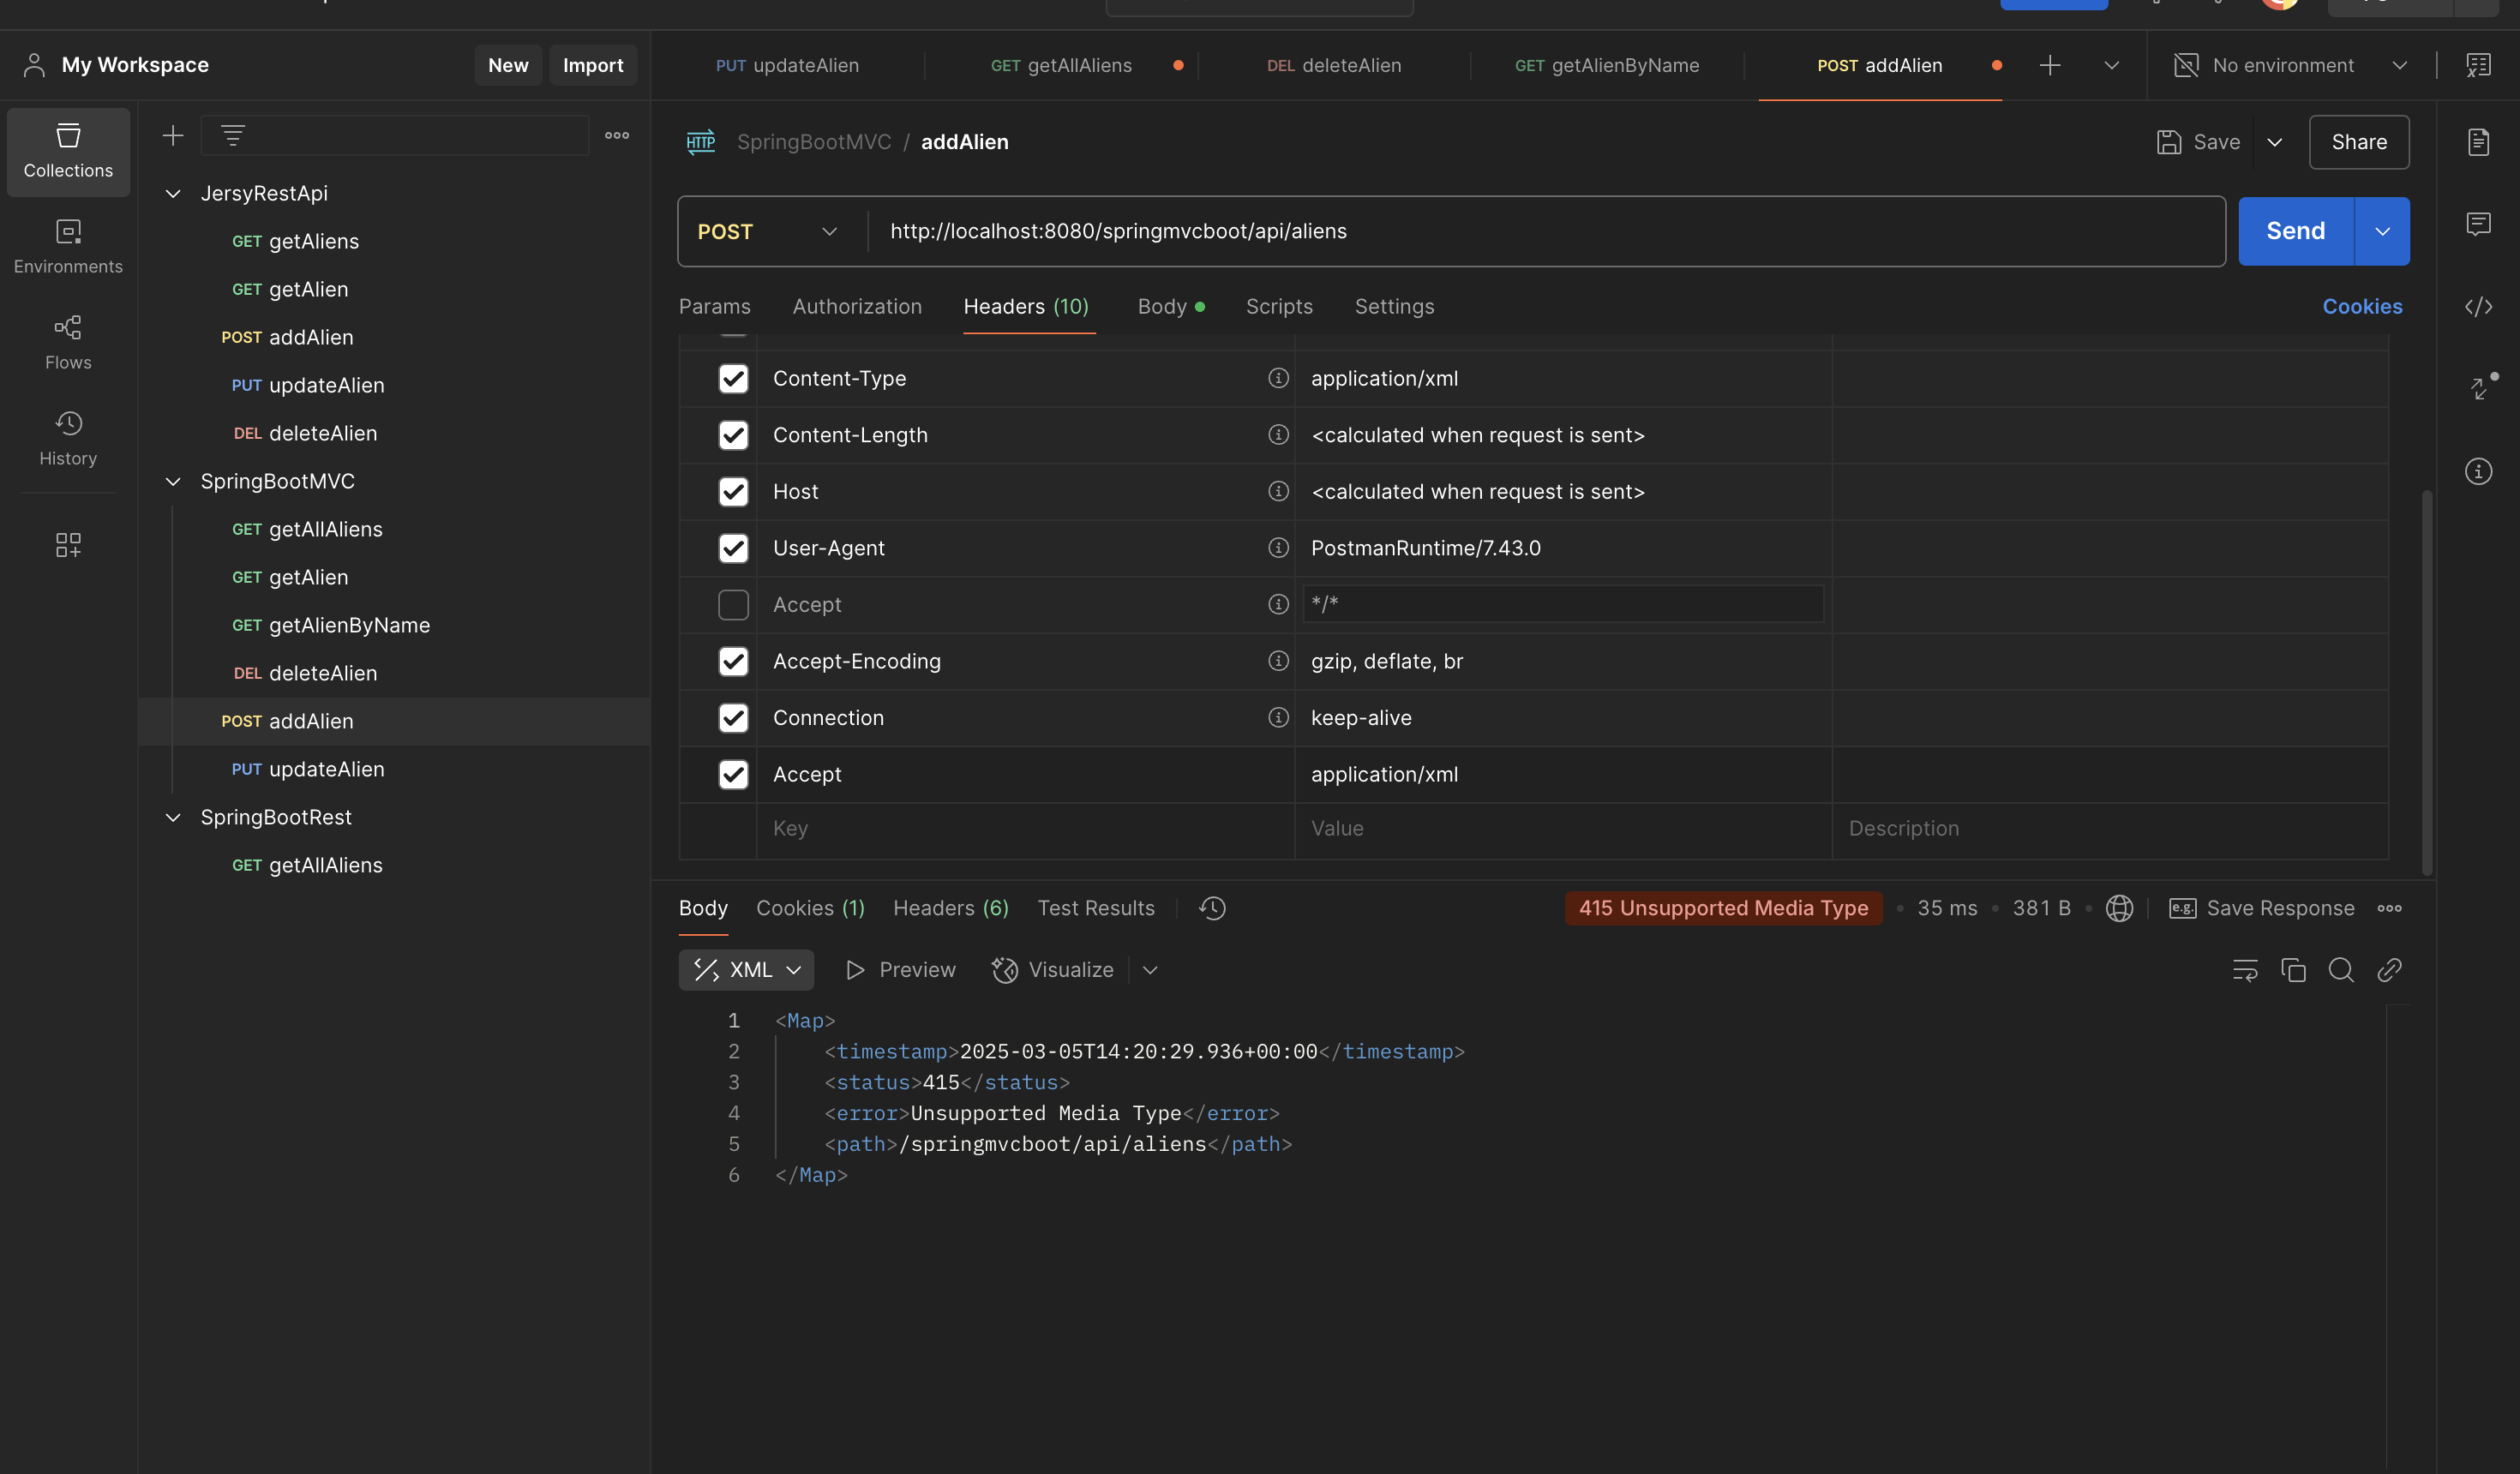 My Workspace
New
Import
PUT updateAlien
GET getAllAliens
DEL deleteAlien
GET getAlienByName
POST addAlien
No environment
Collections
Environments
Flows
History
JersyRestApi
GET getAliens
GET getAlien
POST addAlien
PUT updateAlien
DEL deleteAlien
SpringBootMVC
GET getAllAliens
GET getAlien
GET getAlienByName
DEL deleteAlien
POST addAlien
PUT updateAlien
SpringBootRest
GET getAllAliens
HTTP SpringBootMVC / addAlien
Save
Share
POST http://localhost:8080/springmvcboot/api/aliens
Send
Params Authorization Headers (10) Body Scripts Settings
Cookies
Content-Type application/xml
Content-Length <calculated when request is sent>
Host <calculated when request is sent>
User-Agent PostmanRuntime/7.43.0
Accept */*
Accept-Encoding gzip, deflate, br
Connection keep-alive
Accept application/xml
Key Value Description
Body Cookies (1) Headers (6) Test Results
415 Unsupported Media Type • 35 ms • 381 B •
e.g. Save Response
XML Preview Visualize
1 <Map>
2 <timestamp>2025-03-05T14:20:29.936+00:00</timestamp>
3 <status>415</status>
4 <error>Unsupported Media Type</error>
5 <path>/springmvcboot/api/aliens</path>
6 </Map>